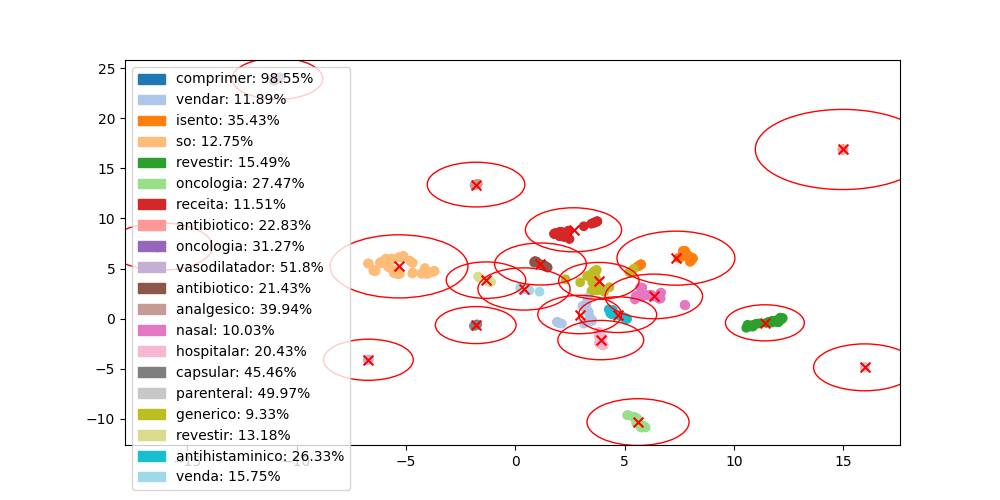 25
20
15
10
5
0
−5
−10
comprimer: 98.55%
vendar: 11.89%
isento: 35.43%
so: 12.75%
revestir: 15.49%
oncologia: 27.47%
receita: 11.51%
antibiotico: 22.83%
oncologia: 31.27%
vasodilatador: 51.8%
antibiotico: 21.43%
analgesico: 39.94%
nasal: 10.03%
hospitalar: 20.43%
capsular: 45.46%
parenteral: 49.97%
generico: 9.33%
revestir: 13.18%
antihistaminico: 26.33%
venda: 15.75%
−15 −10 −5 0 5 10 15